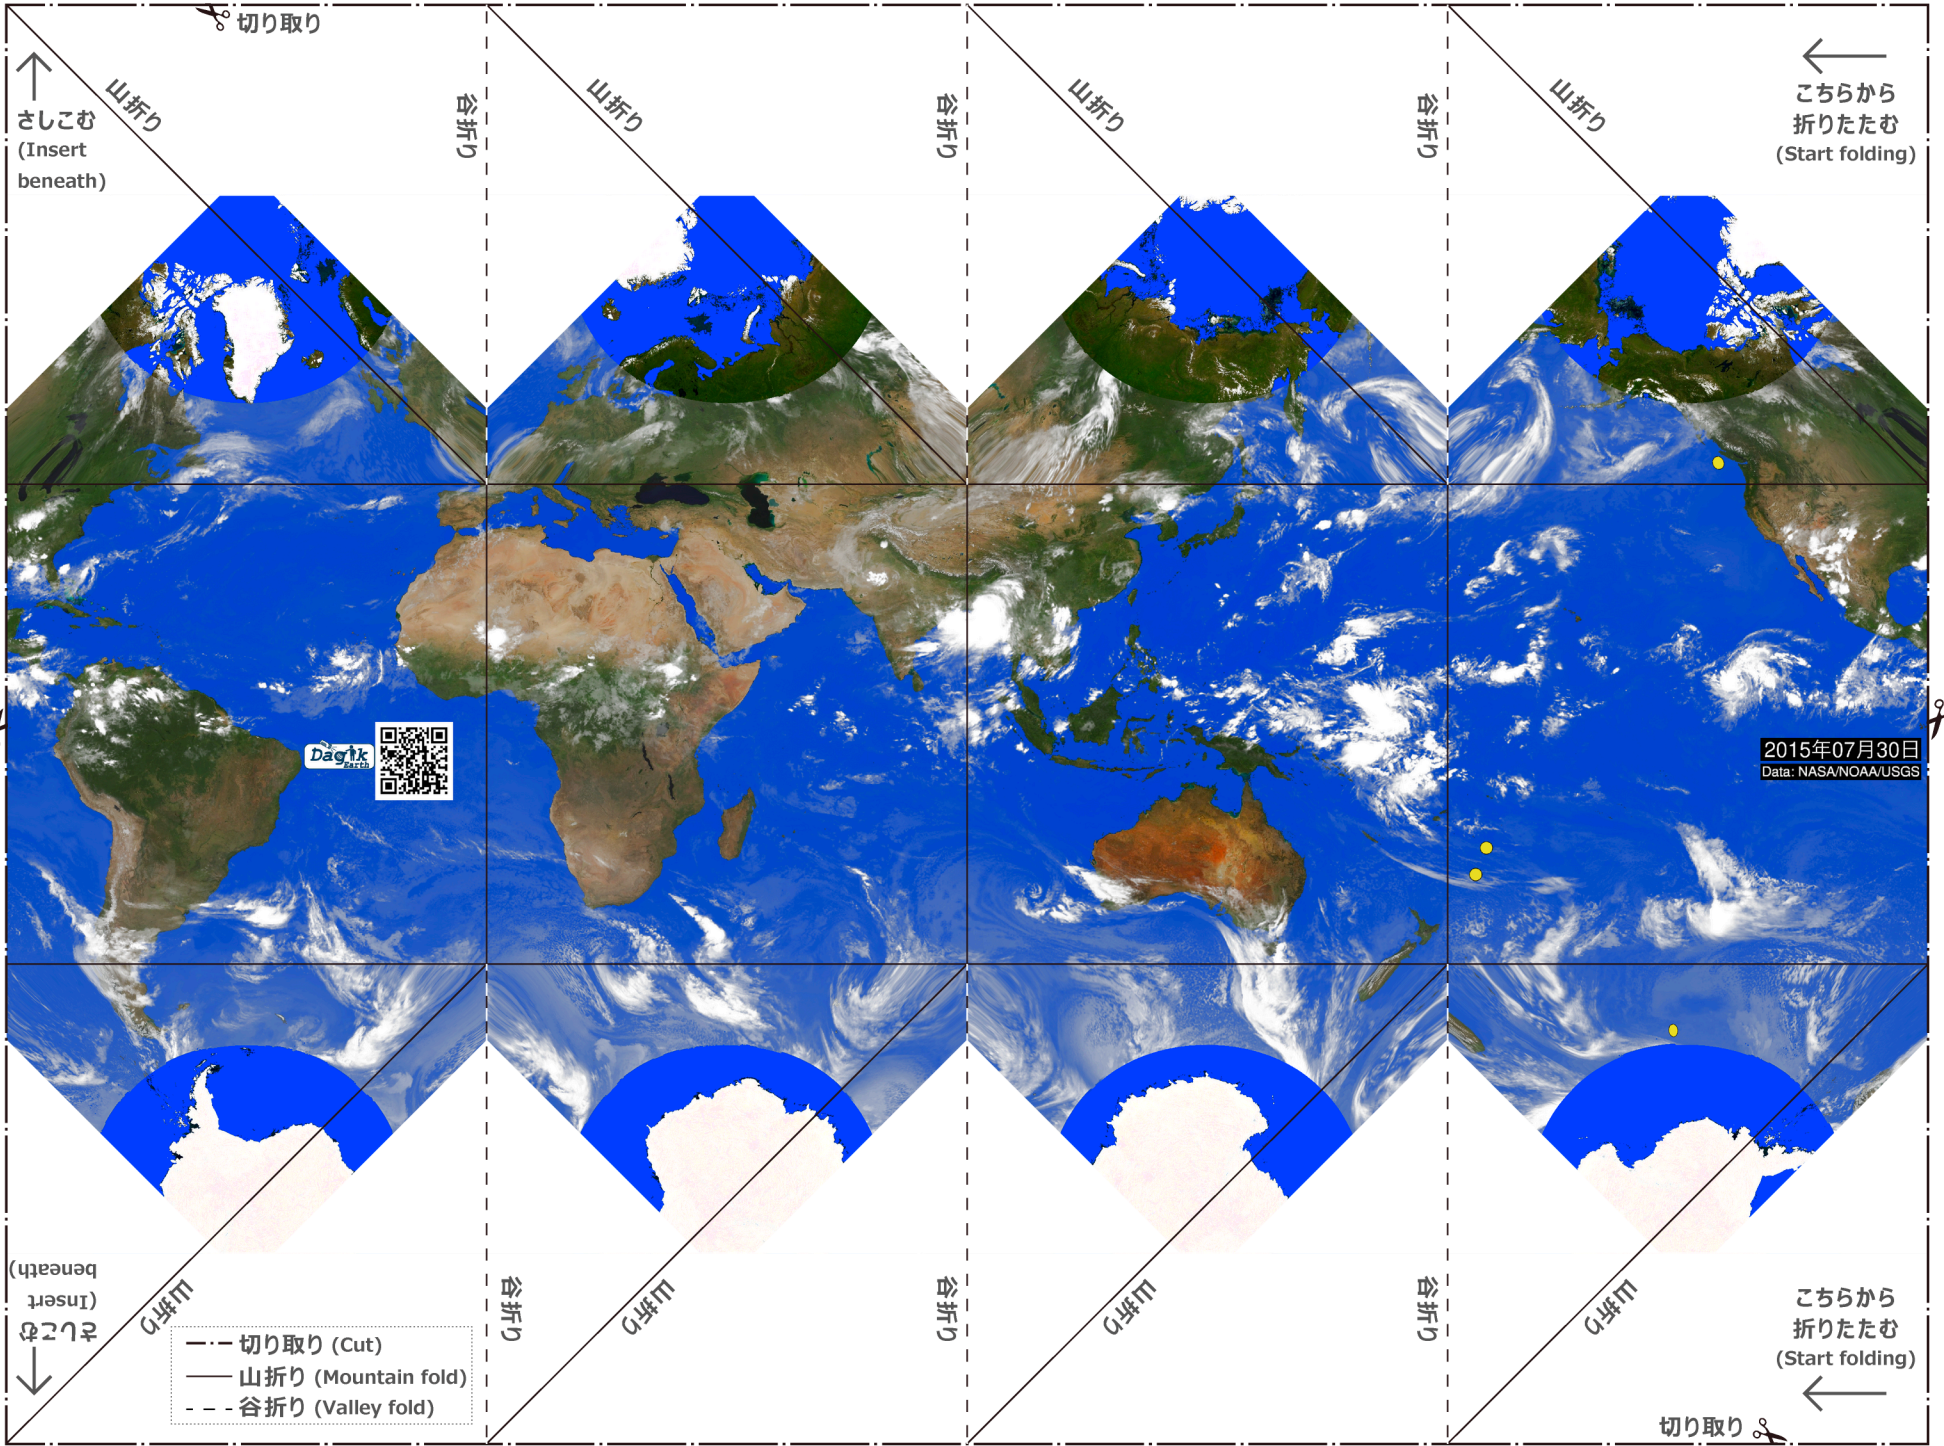 切り取り
山折り
谷折り
山折り
谷折り
山折り
谷折り
山折り
さしこむ
(Insert
beneath)
こちらから
折りたたむ
(Start folding)
Dagik
Earth
2015年07月30日
Data: NASA/NOAA/USGS
さしこむ
(Insert
beneath)
山折り
谷折り
山折り
谷折り
山折り
谷折り
山折り
こちらから
折りたたむ
(Start folding)
切り取り (Cut)
山折り (Mountain fold)
谷折り (Valley fold)
切り取り